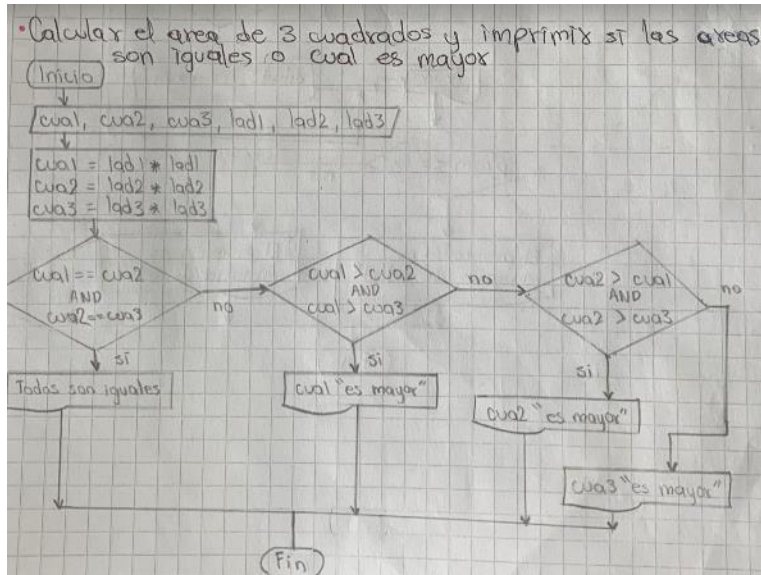 • Calcular el area de 3 cuadrados y imprimir si las areas
son iguales o cual es mayor
Inicio
cua1, cua2, cua3, lad1, lad2, lad3
cua1 = lad1 * lad1
cua2 = lad2 * lad2
cua3 = lad3 * lad3
cua1 == cua2
AND
cua2==cua3
no
si
Todos son iguales
cua1 > cua2
AND
cua1 > cua3
no
si
cua1 "es mayor"
cua2 > cua1
AND
cua2 > cua3
no
si
cua2 "es mayor"
cua3 "es mayor"
Fin